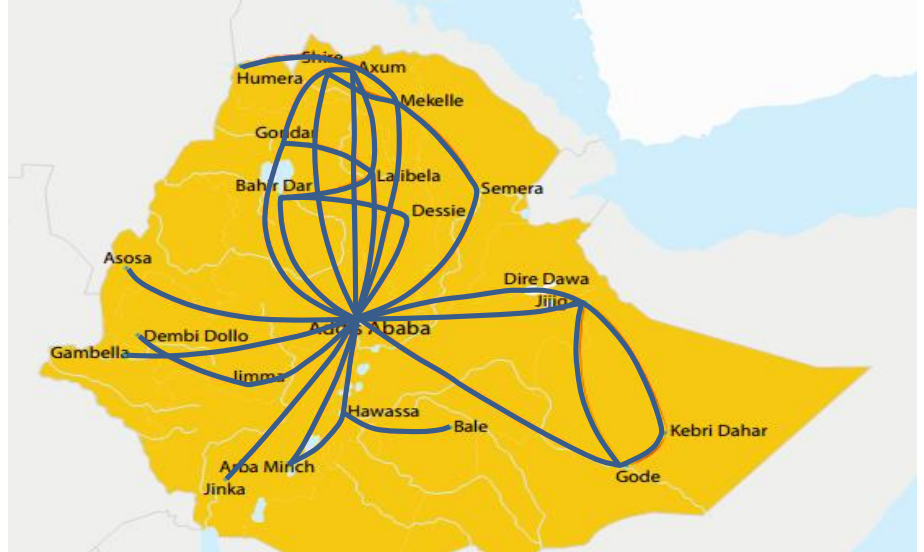 Shire
Axum
Humera
Mekelle
Gondar
Lalibela
Bahir Dar
Semera
Dessie
Asosa
Dire Dawa
Jijig
Addis Ababa
Dembi Dollo
Gambella
Jimma
Hawassa
Bale
Kebri Dahar
Arba Minch
Gode
Jinka